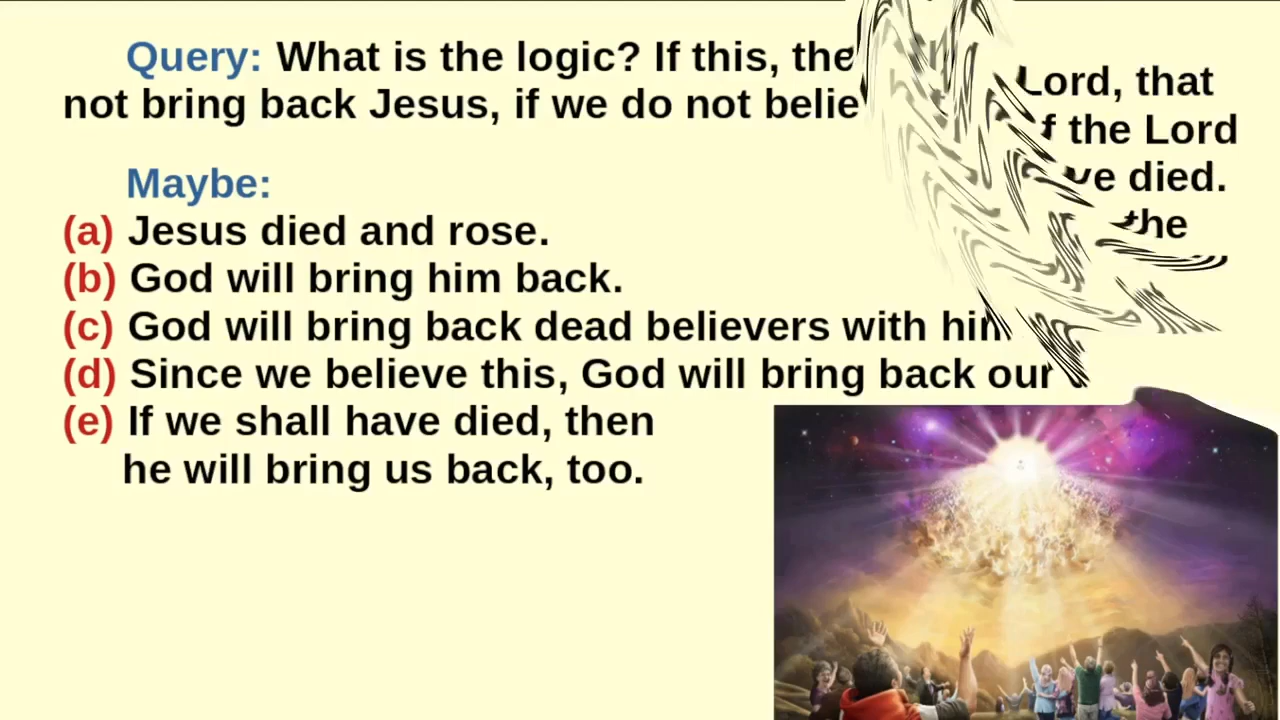 Query: What is the logic? If this, the
not bring back Jesus, if we do not belie
Maybe:
(a) Jesus died and rose.
(b) God will bring him back.
(c) God will bring back dead believers with him
(d) Since we believe this, God will bring back our
(e) If we shall have died, then
he will bring us back, too.
Lord, that
of the Lord
died.
the